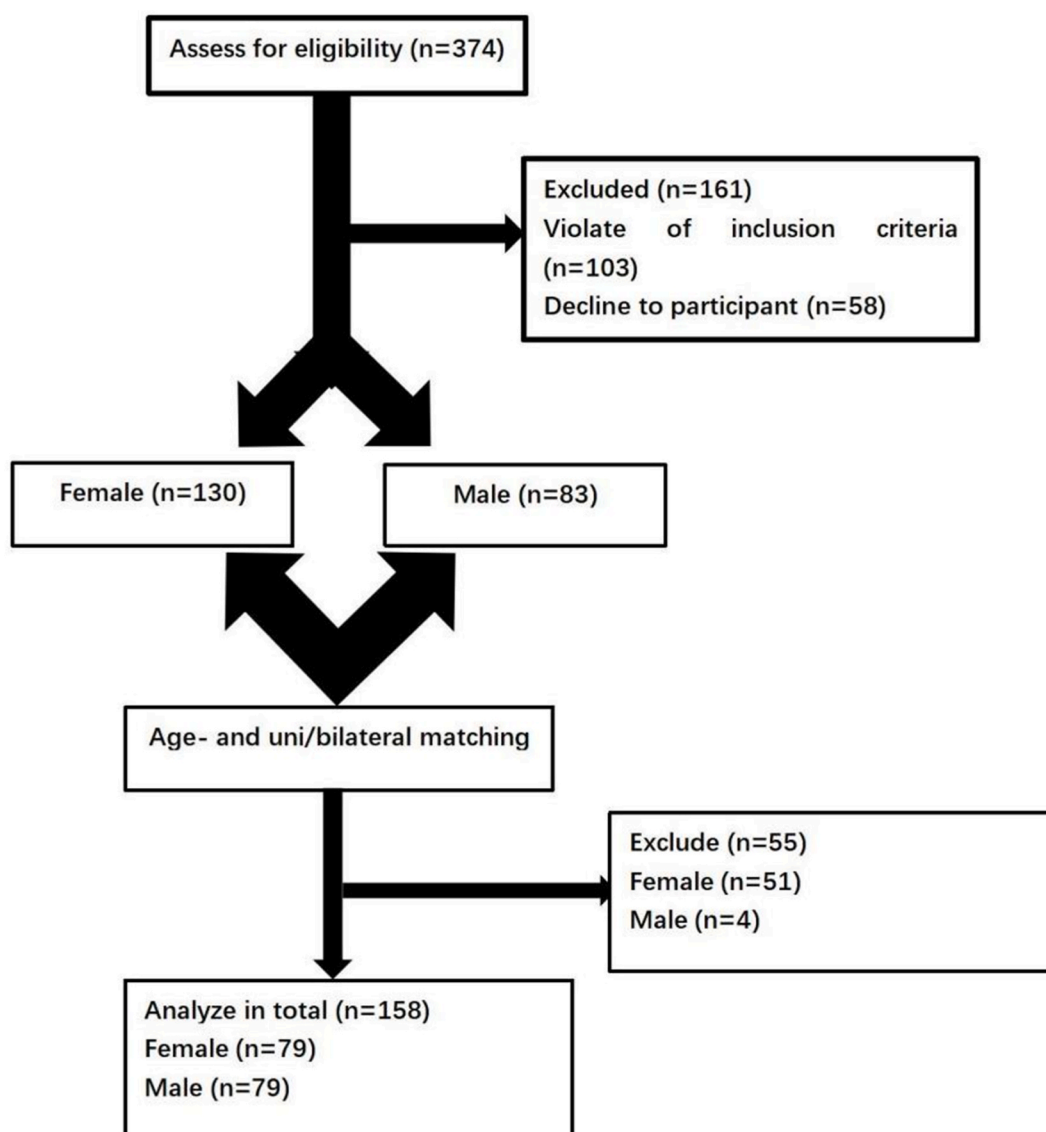 Assess for eligibility (n=374)
Excluded (n=161)
Violate of inclusion criteria
(n=103)
Decline to participant (n=58)
Female (n=130)
Male (n=83)
Age- and uni/bilateral matching
Exclude (n=55)
Female (n=51)
Male (n=4)
Analyze in total (n=158)
Female (n=79)
Male (n=79)